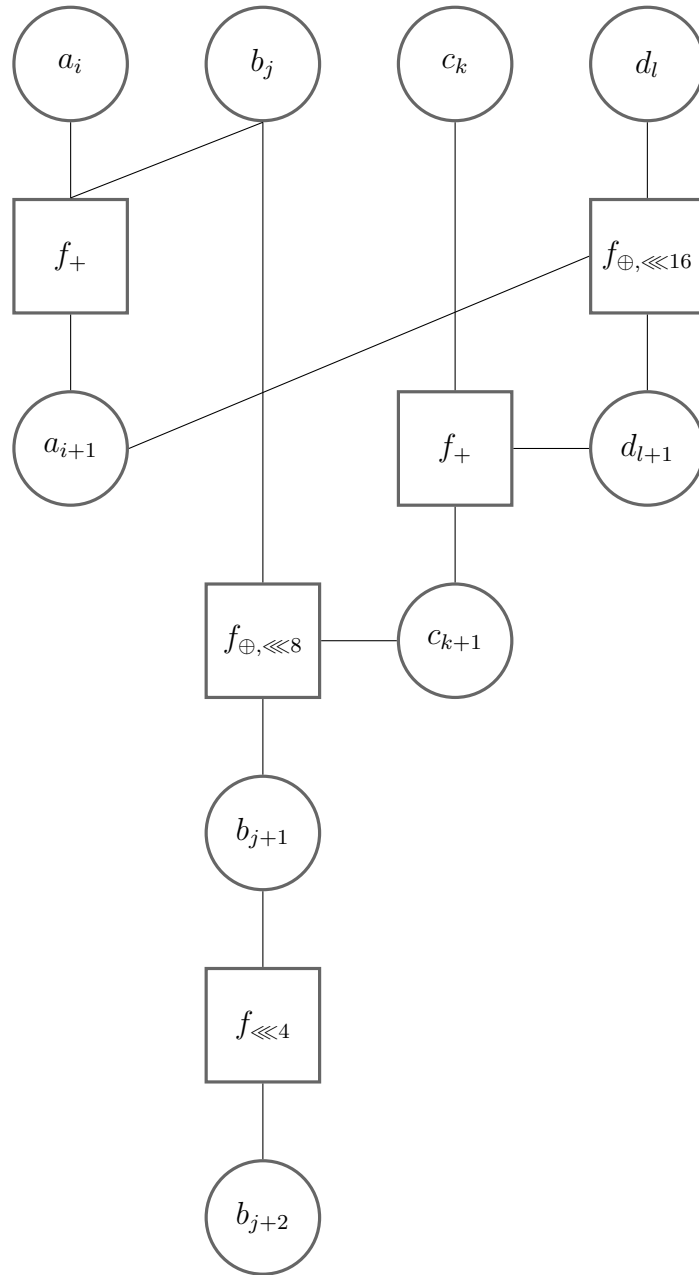 a_i b_j c_k d_l
f_+ f_{⊕,⋘16}
a_{i+1} f_+ d_{l+1}
f_{⊕,⋘8} c_{k+1}
b_{j+1}
f_{⋘4}
b_{j+2}